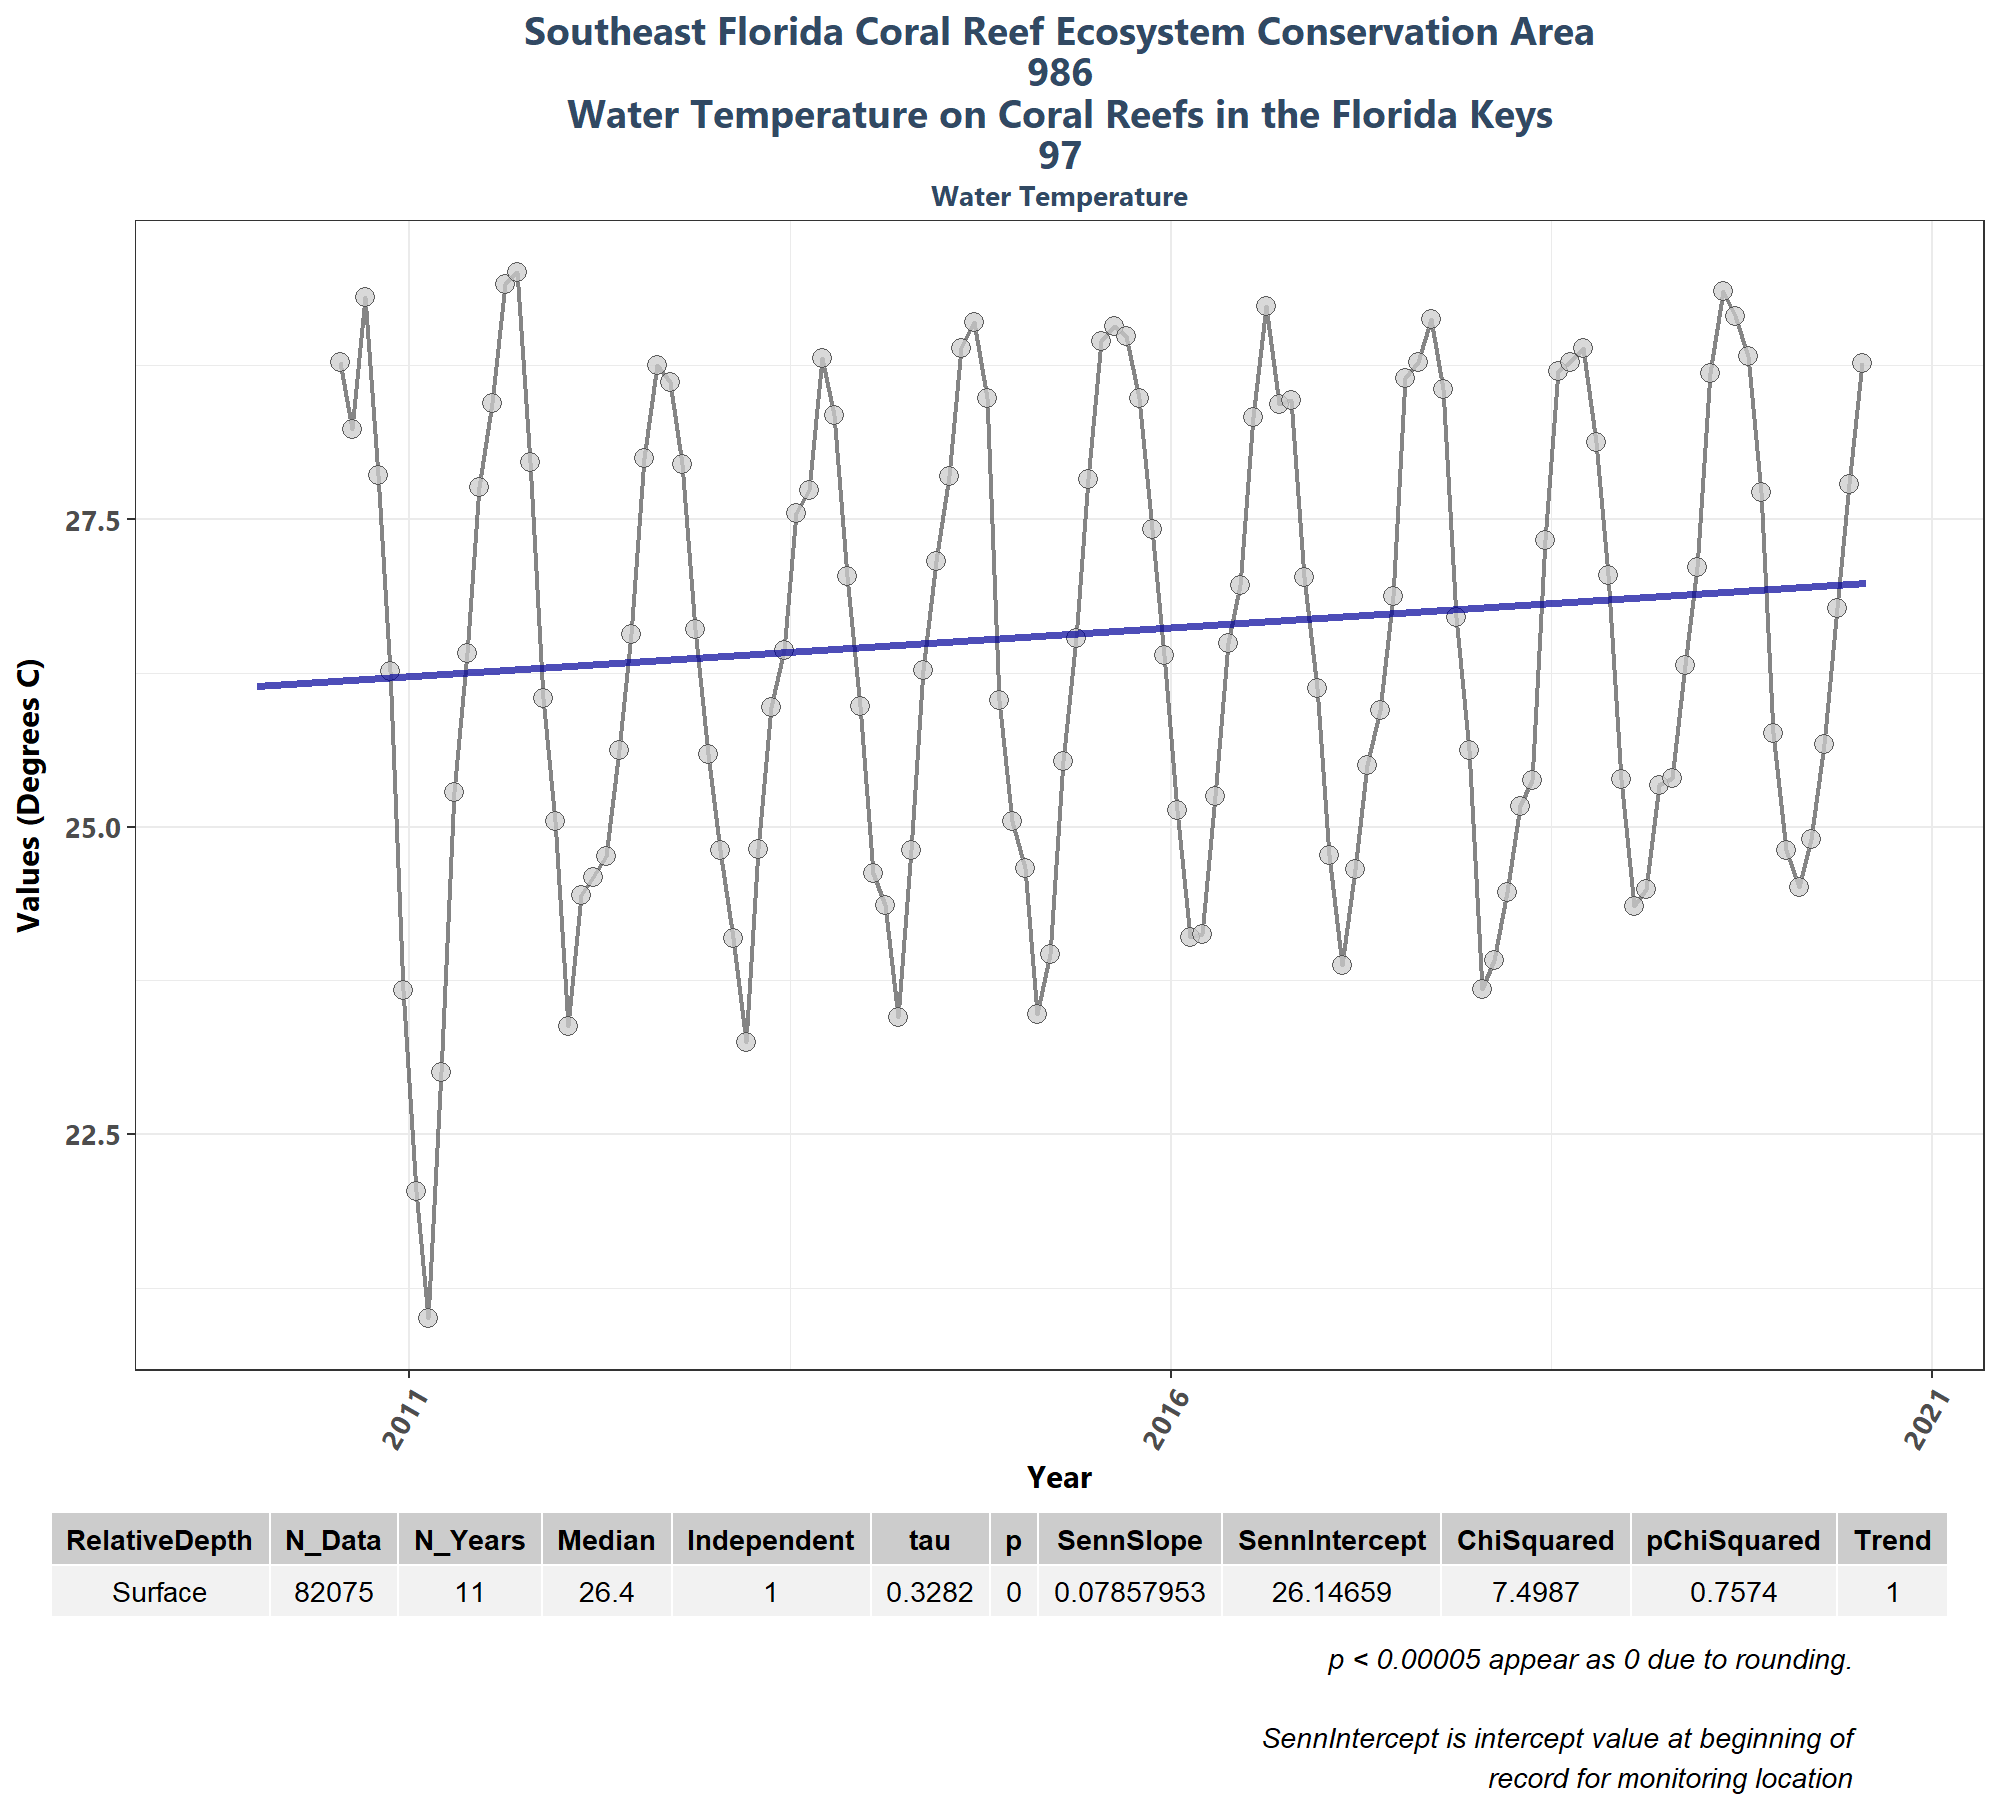 Southeast Florida Coral Reef Ecosystem Conservation Area
986
Water Temperature on Coral Reefs in the Florida Keys
97
Water Temperature
Values (Degrees C)
27.5
25.0
22.5
2011
2016
2021
Year
RelativeDepth N_Data N_Years Median Independent tau p SennSlope SennIntercept ChiSquared pChiSquared Trend
Surface 82075 11 26.4 1 0.3282 0 0.07857953 26.14659 7.4987 0.7574 1
p < 0.00005 appear as 0 due to rounding.
SennIntercept is intercept value at beginning of
record for monitoring location